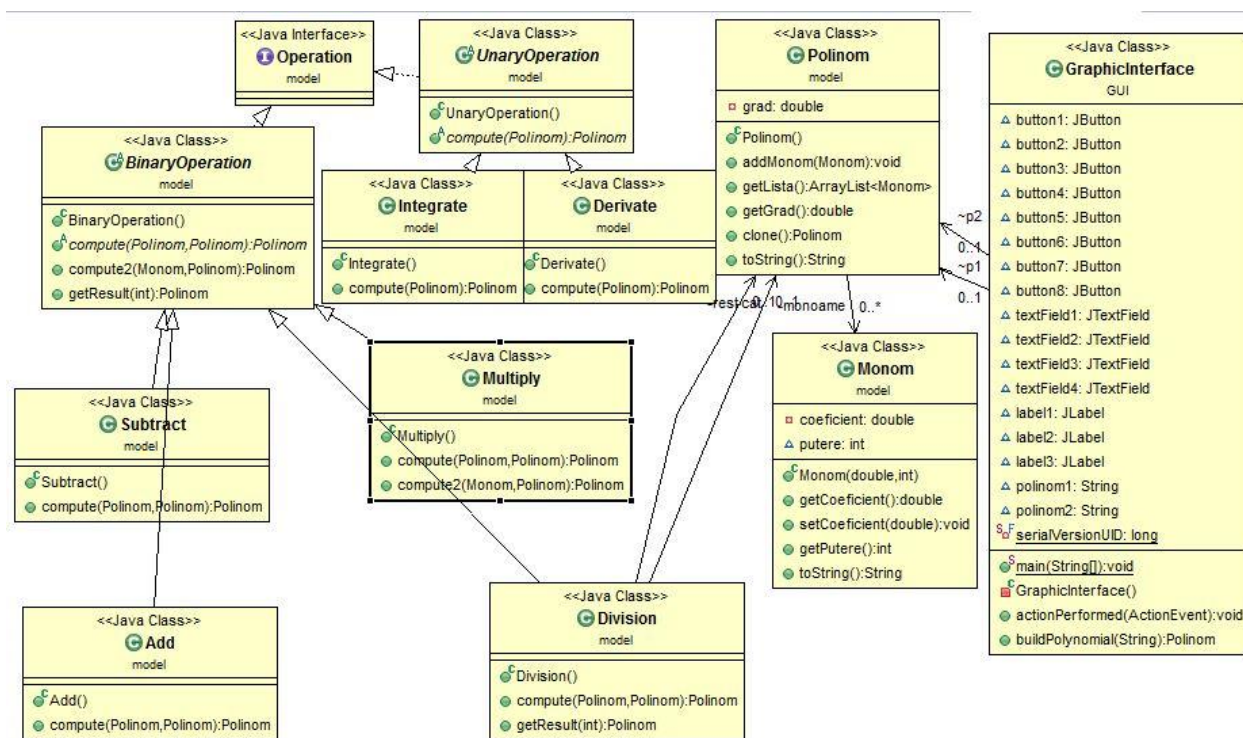 <<Java Interface>>
Operation
model
<<Java Class>>
UnaryOperation
model
UnaryOperation()
compute(Polinom):Polinom
<<Java Class>>
BinaryOperation
model
BinaryOperation()
compute(Polinom,Polinom):Polinom
compute2(Monom,Polinom):Polinom
getResult(int):Polinom
<<Java Class>>
Integrate
model
Integrate()
compute(Polinom):Polinom
<<Java Class>>
Derivate
model
Derivate()
compute(Polinom):Polinom
<<Java Class>>
Polinom
model
grad: double
Polinom()
addMonom(Monom):void
getLista():ArrayList<Monom>
getGrad():double
clone():Polinom
toString():String
~p2
0..1
~p1
0..1
-monoame
0..*
<<Java Class>>
GraphicInterface
GUI
button1: JButton
button2: JButton
button3: JButton
button4: JButton
button5: JButton
button6: JButton
button7: JButton
button8: JButton
textField1: JTextField
textField2: JTextField
textField3: JTextField
textField4: JTextField
label1: JLabel
label2: JLabel
label3: JLabel
polinom1: String
polinom2: String
serialVersionUID: long
main(String[]):void
GraphicInterface()
actionPerformed(ActionEvent):void
buildPolynomial(String):Polinom
<<Java Class>>
Multiply
model
Multiply()
compute(Polinom,Polinom):Polinom
compute2(Monom,Polinom):Polinom
<<Java Class>>
Monom
model
coeficient: double
putere: int
Monom(double,int)
getCoeficient():double
setCoeficient(double):void
getPutere():int
toString():String
<<Java Class>>
Subtract
model
Subtract()
compute(Polinom,Polinom):Polinom
<<Java Class>>
Add
model
Add()
compute(Polinom,Polinom):Polinom
<<Java Class>>
Division
model
Division()
compute(Polinom,Polinom):Polinom
getResult(int):Polinom